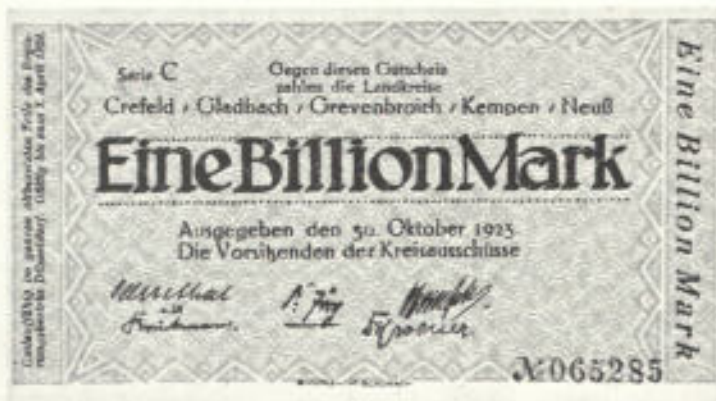 Serie C
Gegen diesen Gutschein
zahlen die Landkreise
Crefeld / Gladbach / Grevenbroich / Kempen / Neuß
Eine Billion Mark
Ausgegeben den 30. Oktober 1923
Die Vorsitzenden der Kreisausschüsse
№065285
Eine Billion Mark